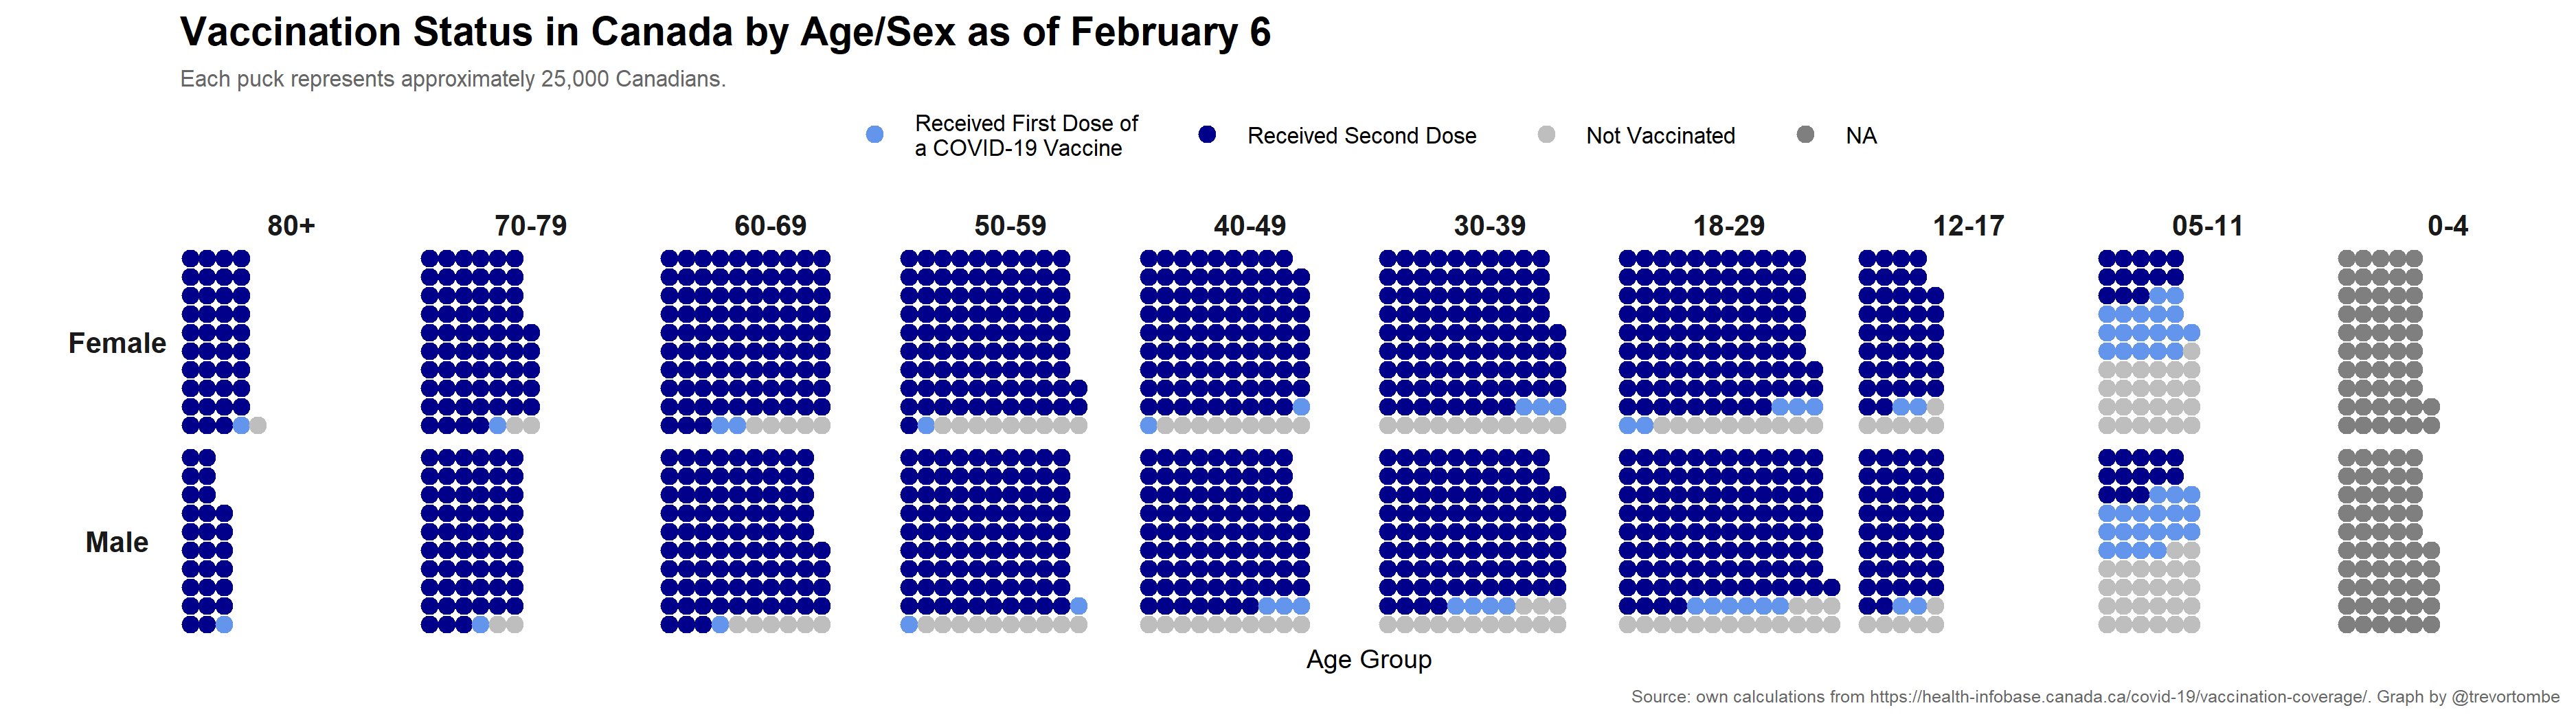 Vaccination Status in Canada by Age/Sex as of February 6
Each puck represents approximately 25,000 Canadians.
Received First Dose of
a COVID-19 Vaccine
Received Second Dose
Not Vaccinated
NA
80+ 70-79 60-69 50-59 40-49 30-39 18-29 12-17 05-11 0-4
Female
Male
Age Group
Source: own calculations from https://health-infobase.canada.ca/covid-19/vaccination-coverage/. Graph by @trevortombe